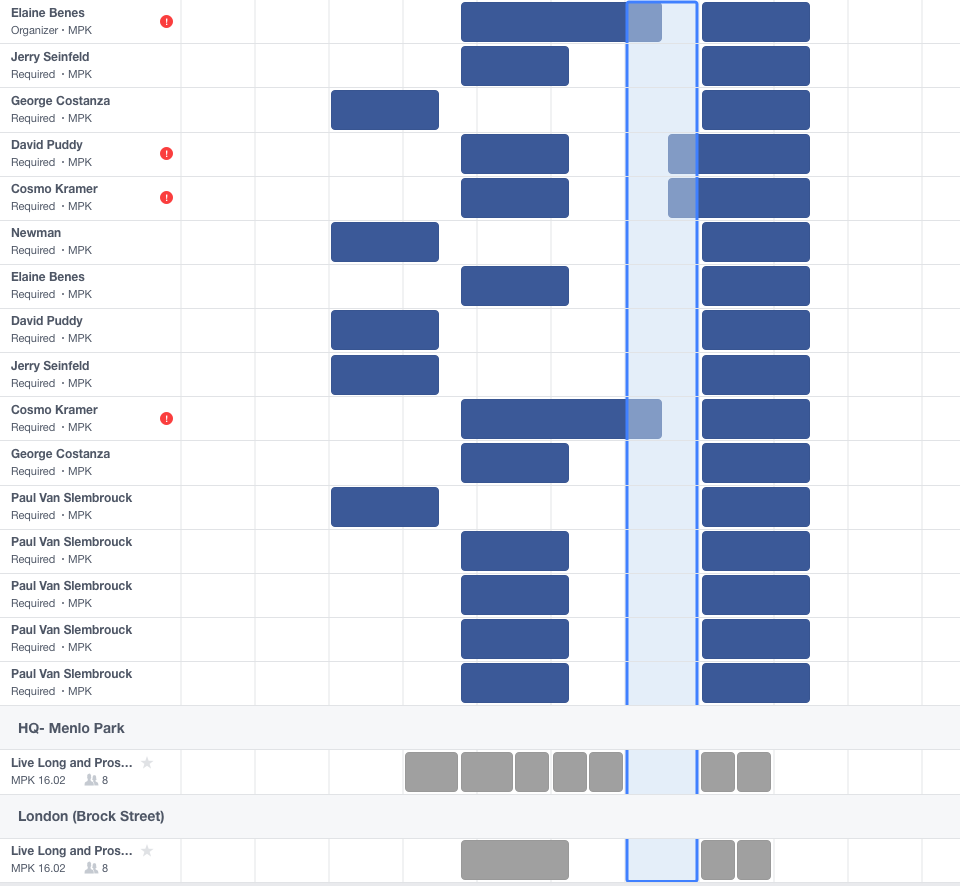 Elaine Benes
Organizer · MPK
Jerry Seinfeld
Required · MPK
George Costanza
Required · MPK
David Puddy
Required · MPK
Cosmo Kramer
Required · MPK
Newman
Required · MPK
Elaine Benes
Required · MPK
David Puddy
Required · MPK
Jerry Seinfeld
Required · MPK
Cosmo Kramer
Required · MPK
George Costanza
Required · MPK
Paul Van Slembrouck
Required · MPK
Paul Van Slembrouck
Required · MPK
Paul Van Slembrouck
Required · MPK
Paul Van Slembrouck
Required · MPK
Paul Van Slembrouck
Required · MPK
HQ- Menlo Park
Live Long and Pros...
MPK 16.02 8
London (Brock Street)
Live Long and Pros...
MPK 16.02 8